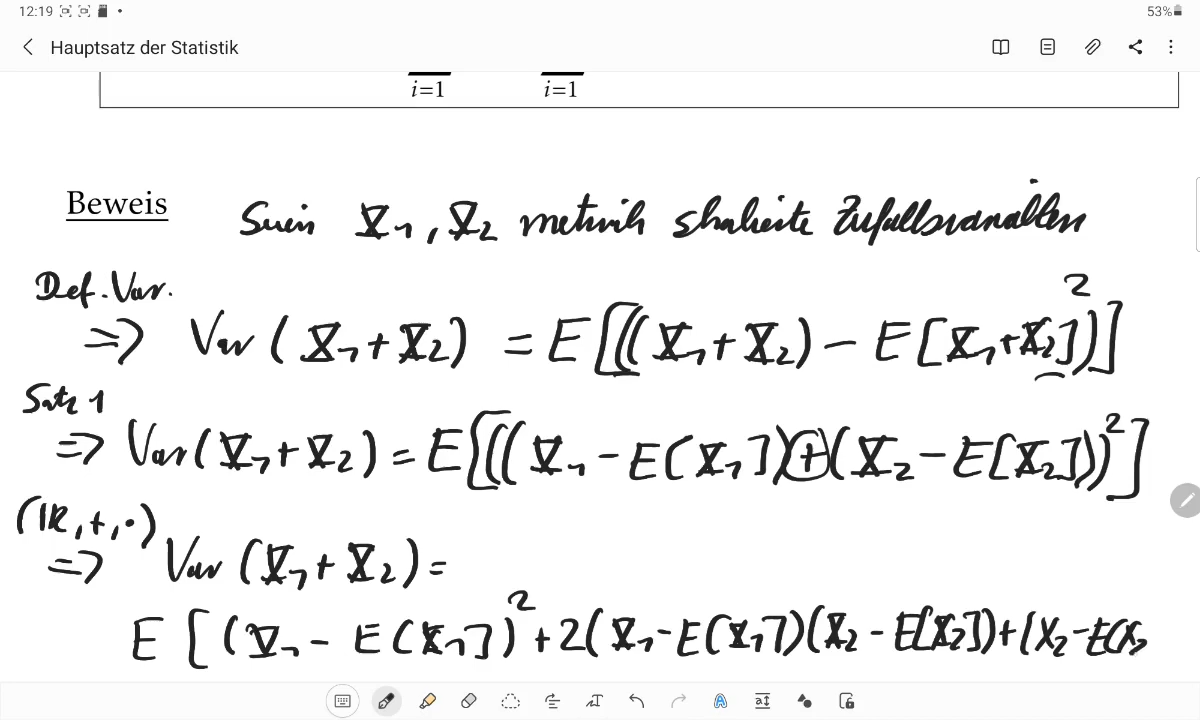 12:19
53%
Hauptsatz der Statistik
i=1 i=1
Beweis Seien X₁, X₂ metrisch skalierte Zufallsvariablen
Def. Var.
⇒ Var (X₁+X₂) = E[((X₁+X₂) – E[X₁+X₂])²]
Satz 1
⇒ Var(X₁+X₂) = E[((X₁ – E[X₁])+(X₂ – E[X₂]))²]
(ℝ,+,·)
⇒ Var (X₁+X₂) =
E [(X₁ – E[X₁])² + 2(X₁ – E[X₁])(X₂ – E[X₂])+(X₂ – E[X₂